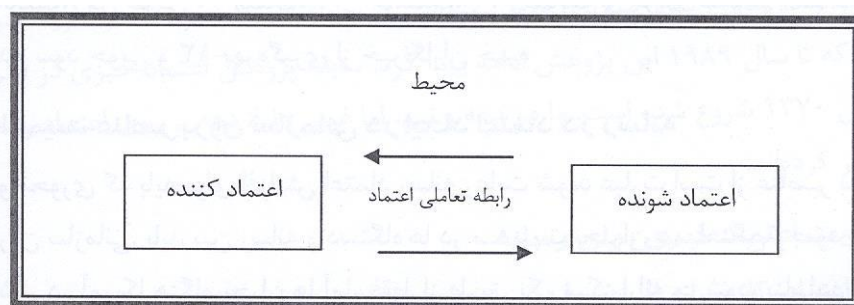 محیط
اعتماد شونده
رابطه تعاملی اعتماد
اعتماد کننده